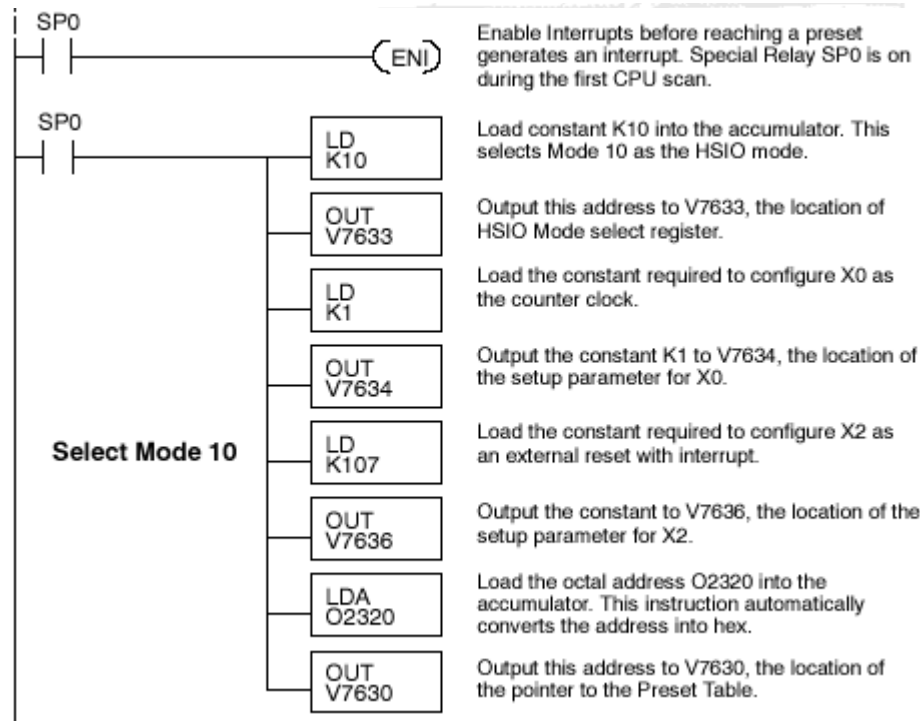 SP0
ENI
Enable Interrupts before reaching a preset
generates an interrupt. Special Relay SP0 is on
during the first CPU scan.
SP0
LD
K10
Load constant K10 into the accumulator. This
selects Mode 10 as the HSIO mode.
OUT
V7633
Output this address to V7633, the location of
HSIO Mode select register.
LD
K1
Load the constant required to configure X0 as
the counter clock.
OUT
V7634
Output the constant K1 to V7634, the location of
the setup parameter for X0.
Select Mode 10
LD
K107
Load the constant required to configure X2 as
an external reset with interrupt.
OUT
V7636
Output the constant to V7636, the location of the
setup parameter for X2.
LDA
O2320
Load the octal address O2320 into the
accumulator. This instruction automatically
converts the address into hex.
OUT
V7630
Output this address to V7630, the location of
the pointer to the Preset Table.